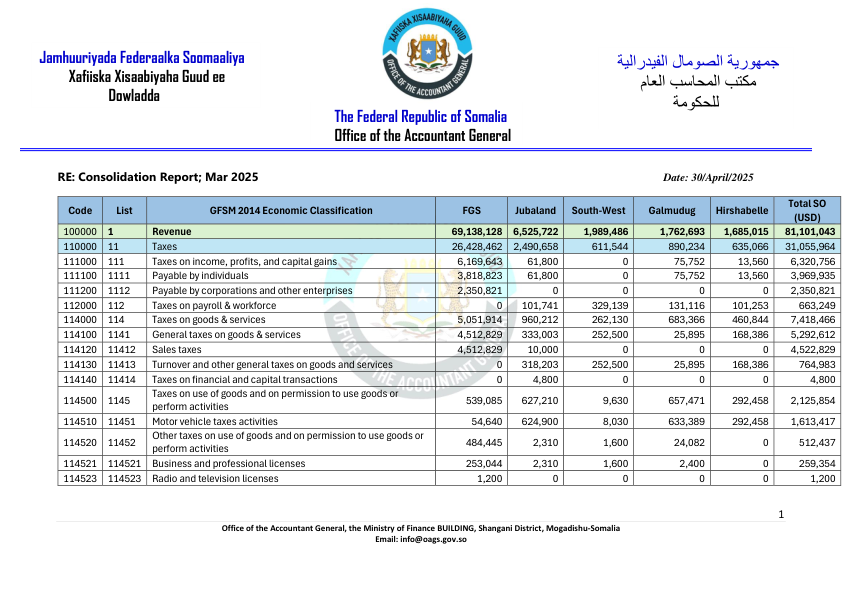 Jamhuuriyada Federaalka Soomaaliya
Xafiiska Xisaabiyaha Guud ee
Dowladda
XAFIISKA XISAABIYAHA GUUD
OFFICE OF THE ACCOUNTANT GENERAL
The Federal Republic of Somalia
Office of the Accountant General
جمهورية الصومال الفيدرالية
مكتب المحاسب العام
للحكومة
RE: Consolidation Report; Mar 2025
Date: 30/April/2025
Code List GFSM 2014 Economic Classification FGS Jubaland South-West Galmudug Hirshabelle Total SO (USD)
100000 1 Revenue 69,138,128 6,525,722 1,989,486 1,762,693 1,685,015 81,101,043
110000 11 Taxes 26,428,462 2,490,658 611,544 890,234 635,066 31,055,964
111000 111 Taxes on income, profits, and capital gains 6,169,643 61,800 0 75,752 13,560 6,320,756
111100 1111 Payable by individuals 3,818,823 61,800 0 75,752 13,560 3,969,935
111200 1112 Payable by corporations and other enterprises 2,350,821 0 0 0 0 2,350,821
112000 112 Taxes on payroll & workforce 0 101,741 329,139 131,116 101,253 663,249
114000 114 Taxes on goods & services 5,051,914 960,212 262,130 683,366 460,844 7,418,466
114100 1141 General taxes on goods & services 4,512,829 333,003 252,500 25,895 168,386 5,292,612
114120 11412 Sales taxes 4,512,829 10,000 0 0 0 4,522,829
114130 11413 Turnover and other general taxes on goods and services 0 318,203 252,500 25,895 168,386 764,983
114140 11414 Taxes on financial and capital transactions 0 4,800 0 0 0 4,800
114500 1145 Taxes on use of goods and on permission to use goods or perform activities 539,085 627,210 9,630 657,471 292,458 2,125,854
114510 11451 Motor vehicle taxes activities 54,640 624,900 8,030 633,389 292,458 1,613,417
114520 11452 Other taxes on use of goods and on permission to use goods or perform activities 484,445 2,310 1,600 24,082 0 512,437
114521 114521 Business and professional licenses 253,044 2,310 1,600 2,400 0 259,354
114523 114523 Radio and television licenses 1,200 0 0 0 0 1,200
1
Office of the Accountant General, the Ministry of Finance BUILDING, Shangani District, Mogadishu-Somalia
Email: info@oags.gov.so